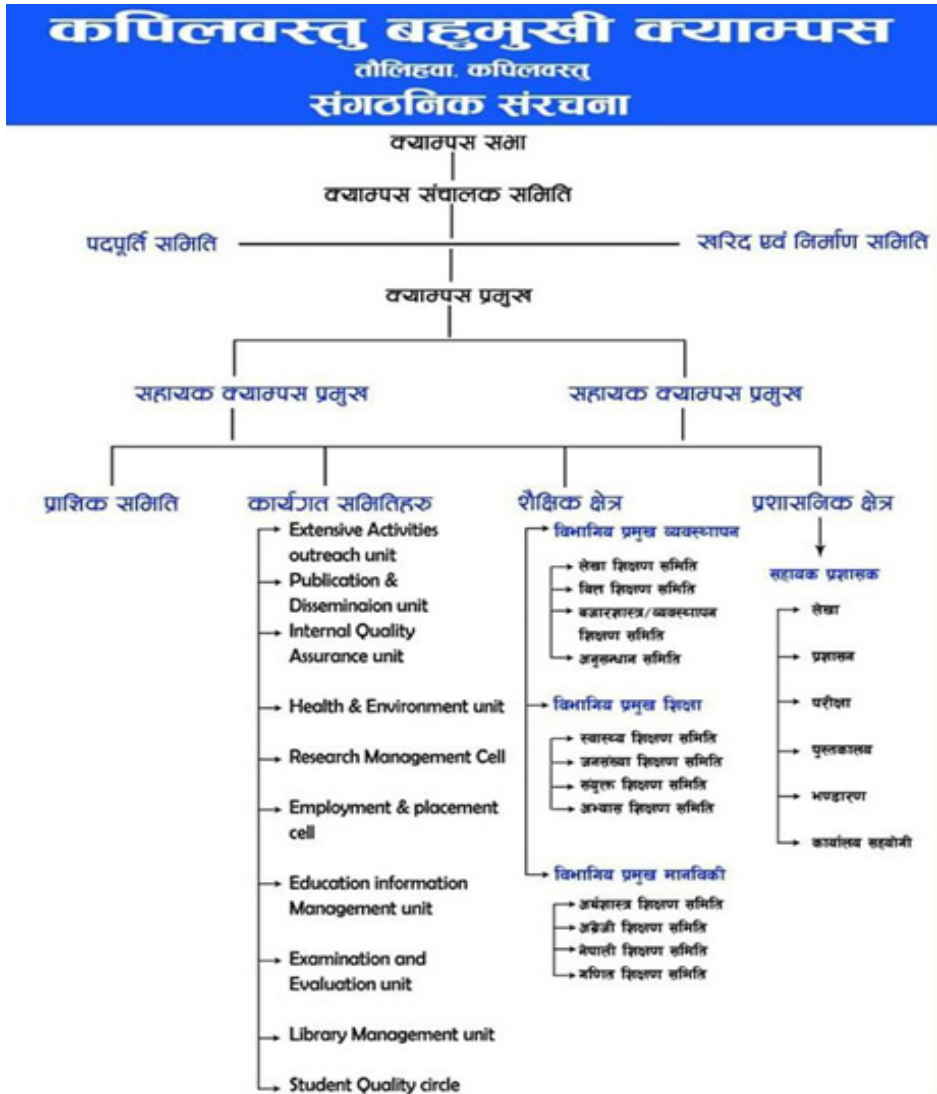 कपिलवस्तु बहुमुखी क्याम्पस
तौलिहवा, कपिलवस्तु
संगठनिक संरचना
क्याम्पस सभा
क्याम्पस संचालक समिति
पदपूर्ति समिति
खरिद एवं निर्माण समिति
क्याम्पस प्रमुख
सहायक क्याम्पस प्रमुख
सहायक क्याम्पस प्रमुख
प्राज्ञिक समिति
कार्यगत समितिहरु
Extensive Activities
outreach unit
Publication &
Disseminaion unit
Internal Quality
Assurance unit
Health & Environment unit
Research Management Cell
Employment & placement
cell
Education information
Management unit
Examination and
Evaluation unit
Library Management unit
Student Quality circle
शैक्षिक क्षेत्र
विभागिय प्रमुख व्यवस्थापन
लेखा शिक्षण समिति
वित्त शिक्षण समिति
बजारशास्त्र/व्यवस्थापन
शिक्षण समिति
अनुसन्धान समिति
विभागिय प्रमुख शिक्षा
स्वास्थ्य शिक्षण समिति
जनसंख्या शिक्षण समिति
संयुक्त शिक्षण समिति
अभ्यास शिक्षण समिति
विभागिय प्रमुख मानविकी
अर्थशास्त्र शिक्षण समिति
अंग्रेजी शिक्षण समिति
नेपाली शिक्षण समिति
गणित शिक्षण समिति
प्रशासनिक क्षेत्र
सहायक प्रशासक
लेखा
प्रशासन
परीक्षा
पुस्तकालय
भण्डारण
कार्यालय सहयोगी